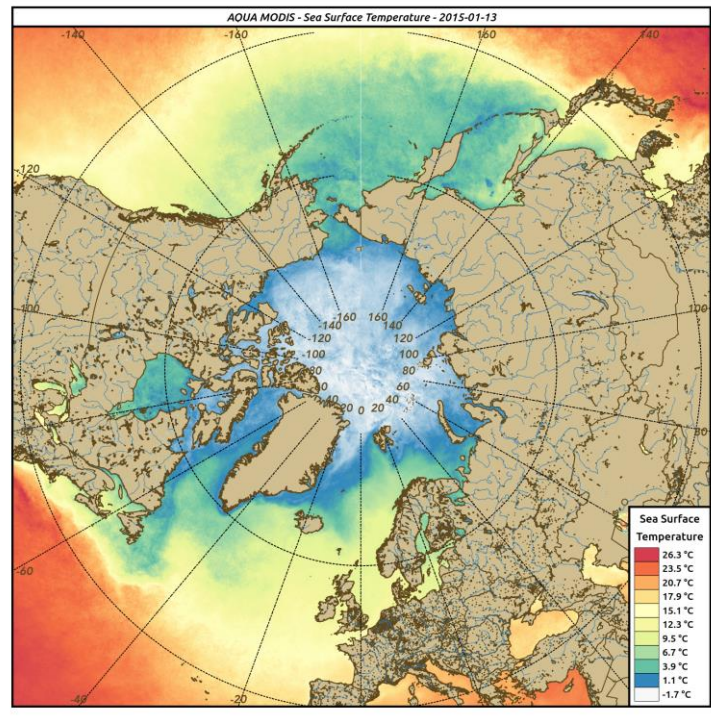 AQUA MODIS - Sea Surface Temperature - 2015-01-13
-140
-160
160
140
-120
-100
100
-160
160
-140
140
-120
120
-100
100
-80
80
60
-40
40
-20
0
20
-60
-40
-20
Sea Surface
Temperature
26.3 °C
23.5 °C
20.7 °C
17.9 °C
15.1 °C
12.3 °C
9.5 °C
6.7 °C
3.9 °C
1.1 °C
-1.7 °C